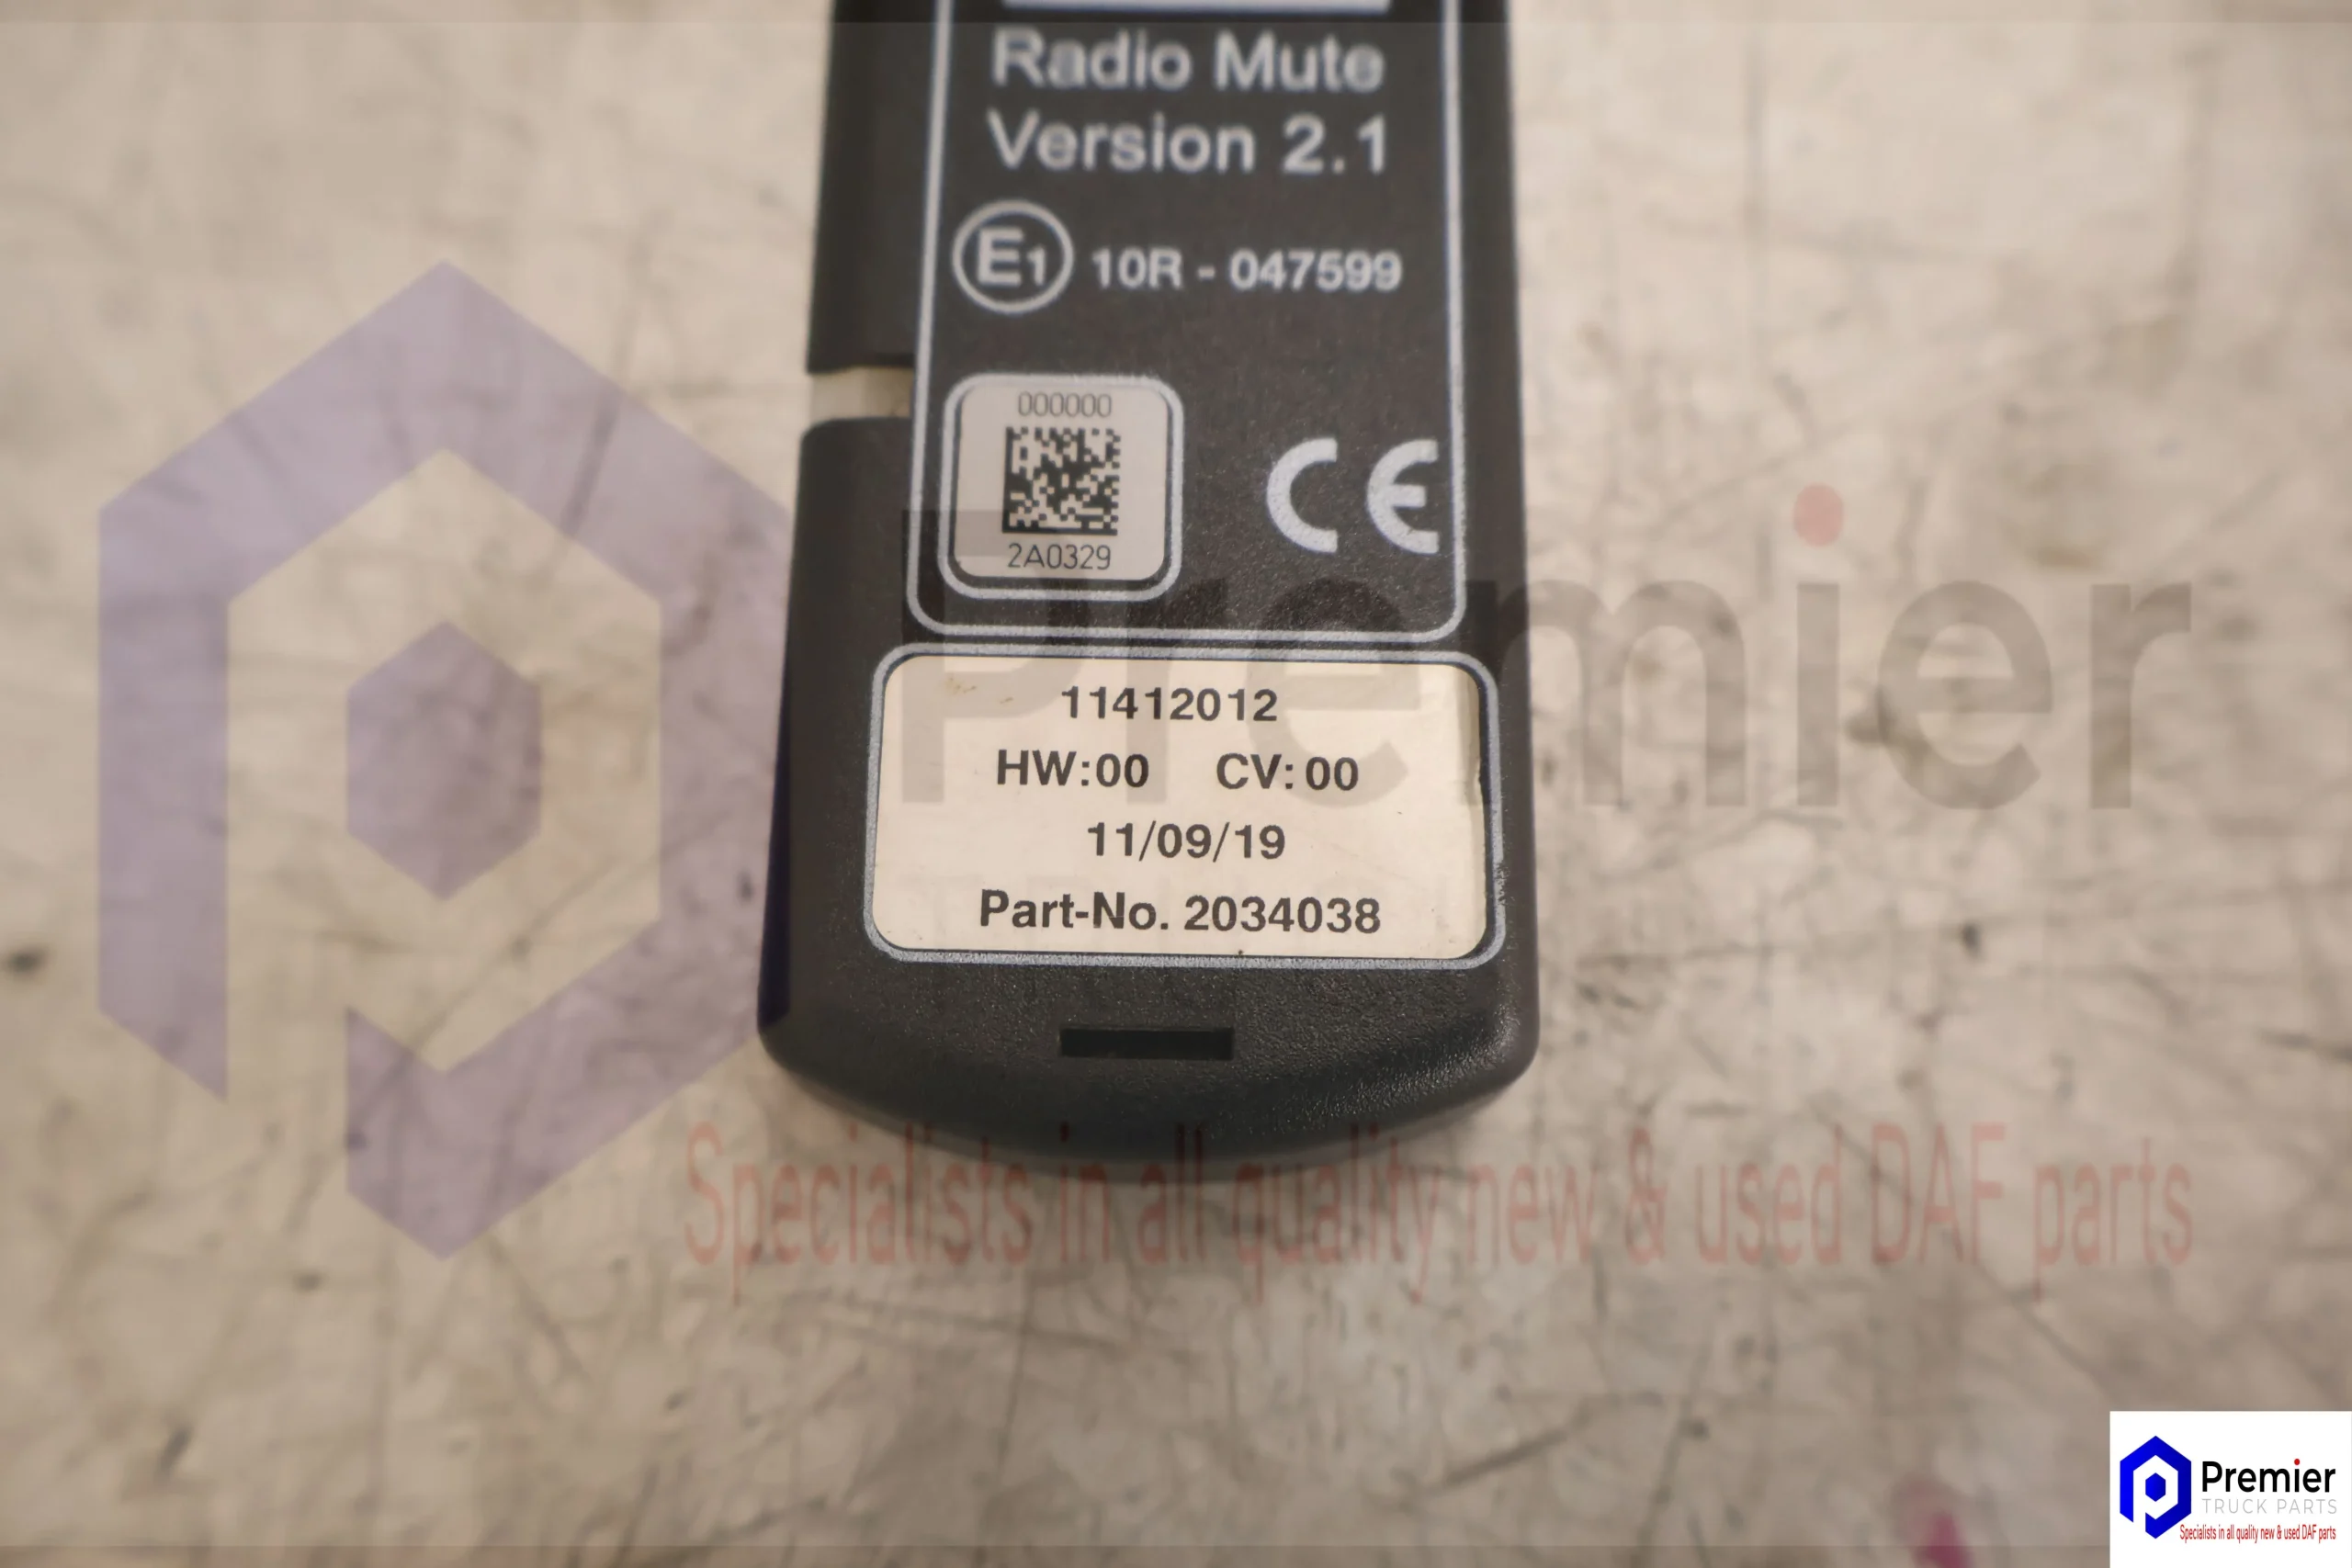 Radio Mute
Version 2.1
E1 10R - 047599
000000
2A0329
CE
11412012
HW:00 CV:00
11/09/19
Part-No. 2034038
Premier
Specialists in all quality new & used DAF parts
Premier
TRUCK PARTS
Specialists in all quality new & used DAF parts